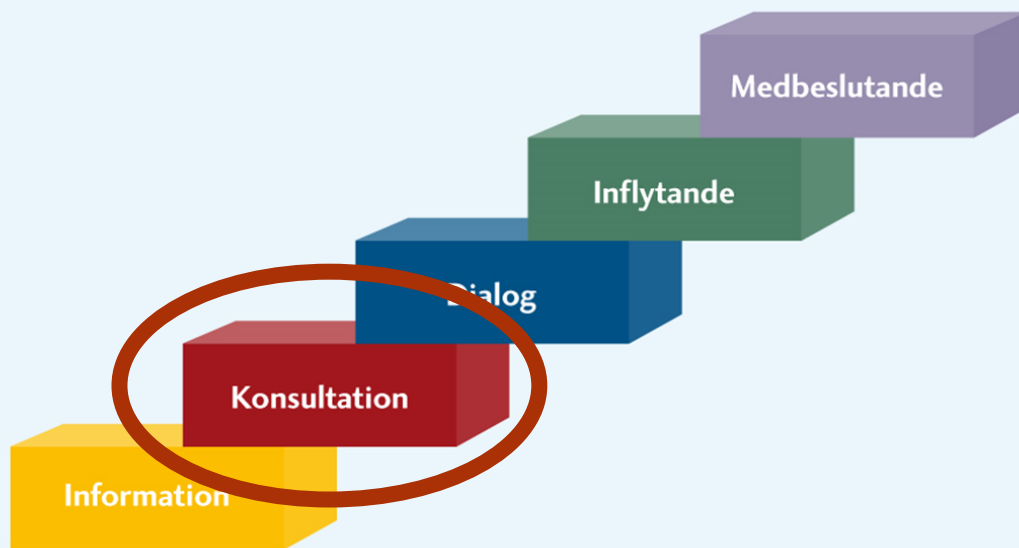 Medbeslutande
Inflytande
Dialog
Konsultation
Information